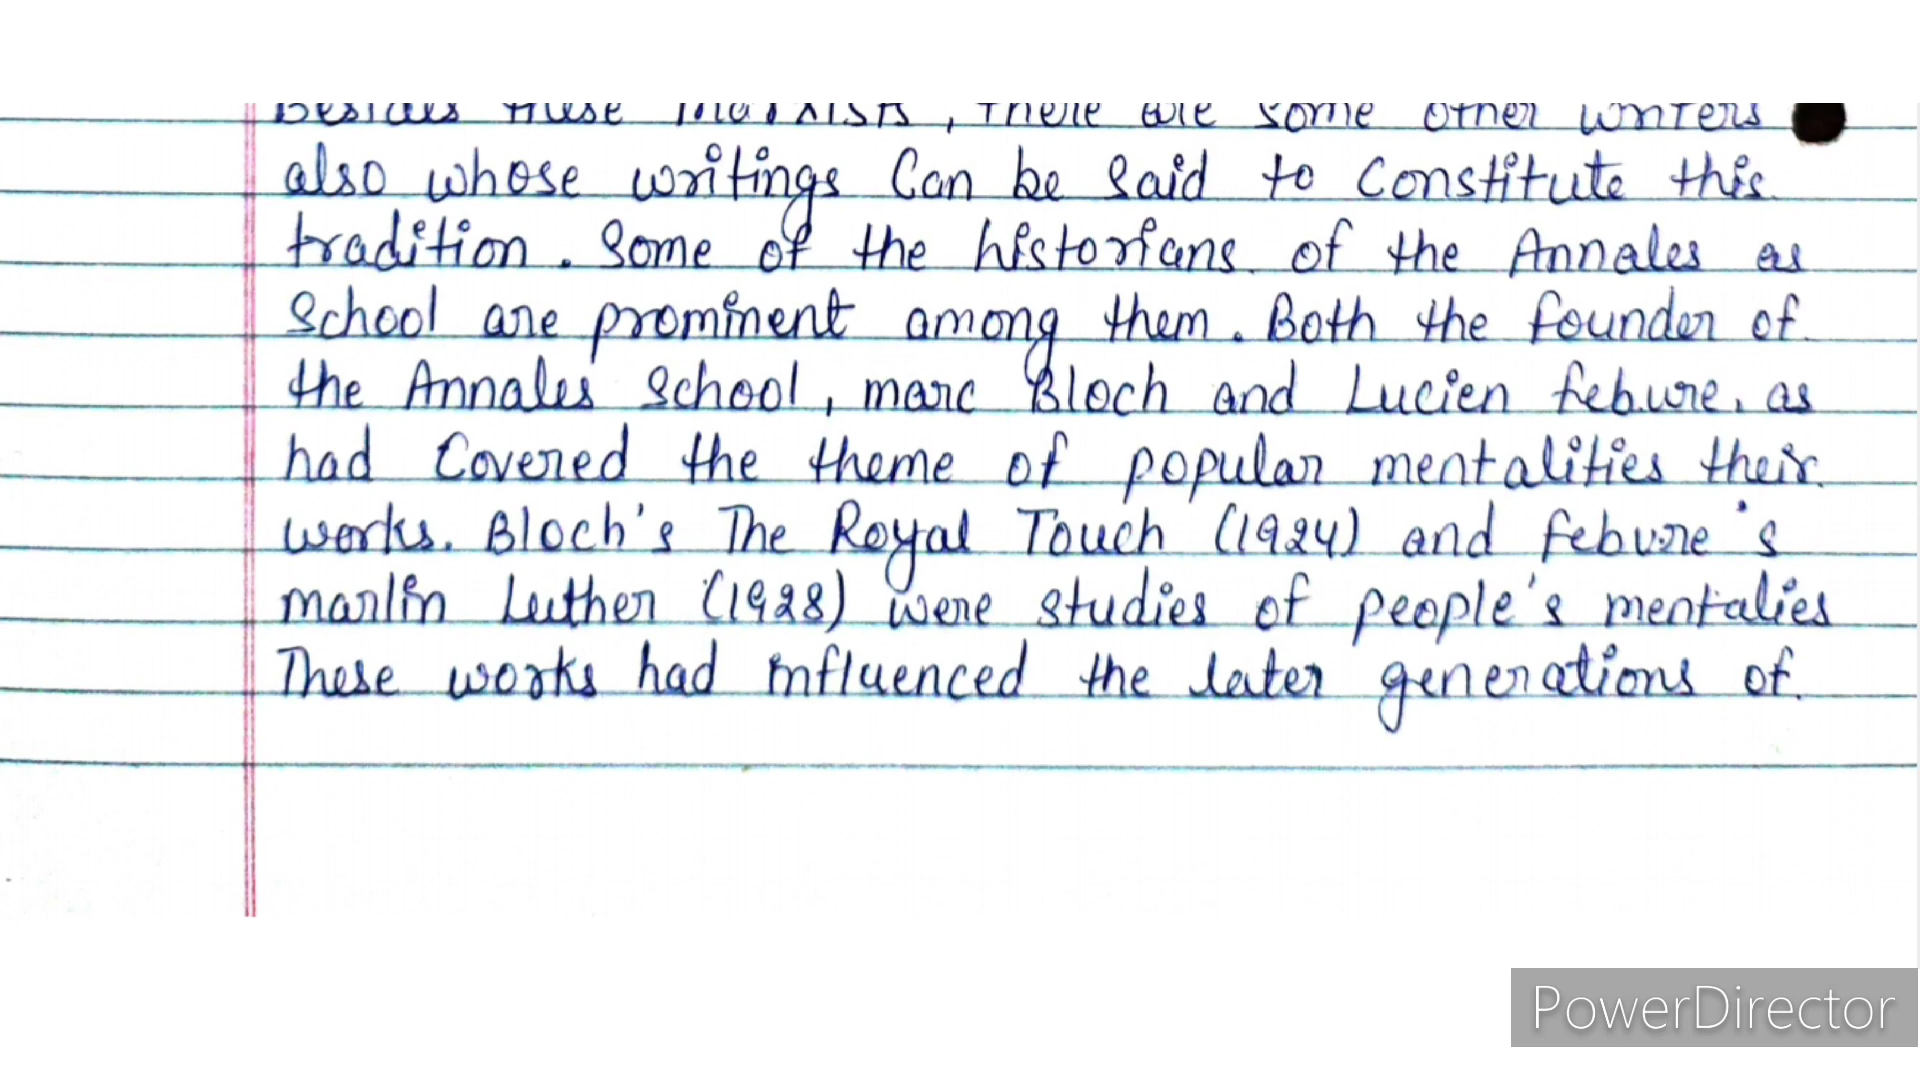 Besides these Marxists, there are some other writers
also whose writings Can be Said to Constitute this
tradition. Some of the historians of the Annales as
School are prominent among them. Both the founder of
the Annales School, marc Bloch and Lucien febvre. as
had Covered the theme of popular mentalities their
works. Bloch's The Royal Touch (1924) and febvre's
marlin Luther (1928) were studies of people's mentalies
These works had influenced the later generations of.
PowerDirector